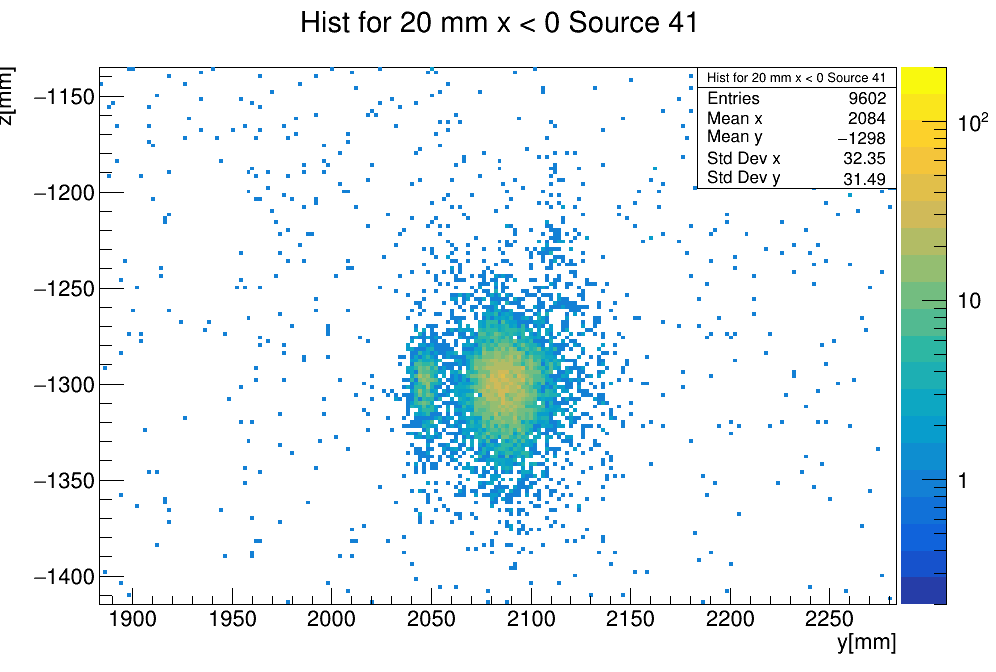 Hist for 20 mm x < 0 Source 41
z[mm]
Hist for 20 mm x < 0 Source 41
Entries 9602
Mean x 2084
Mean y −1298
Std Dev x 32.35
Std Dev y 31.49
−1150
−1200
−1250
−1300
−1350
−1400
1900 1950 2000 2050 2100 2150 2200 2250
y[mm]
10²
10
1